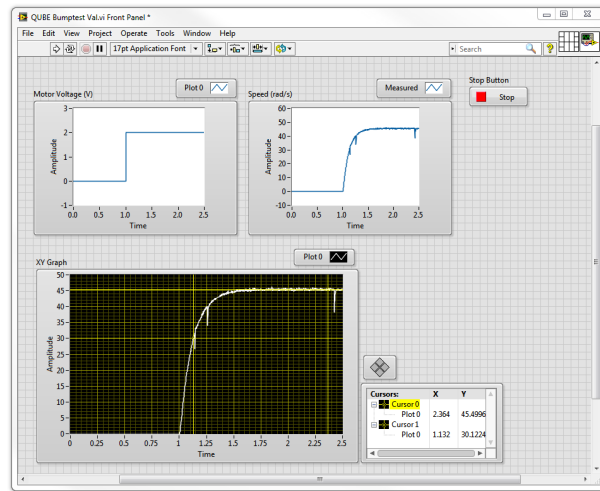 QUBE Bumptest Val.vi Front Panel *
File Edit View Project Operate Tools Window Help
17pt Application Font
Search
?
Motor Voltage (V)
Plot 0
3
2
1
0
-1
Amplitude
0.0 0.5 1.0 1.5 2.0 2.5
Time
Speed (rad/s)
Measured
60
50
40
30
20
10
0
-10
Amplitude
0.0 0.5 1.0 1.5 2.0 2.5
Time
Stop Button
Stop
XY Graph
Plot 0
50
45
40
35
30
25
20
15
10
5
0
Amplitude
0 0.25 0.5 0.75 1 1.25 1.5 1.75 2 2.25 2.5
Time
Cursors: X Y
Cursor 0
Plot 0 2.364 45.4996
Cursor 1
Plot 0 1.132 30.1224